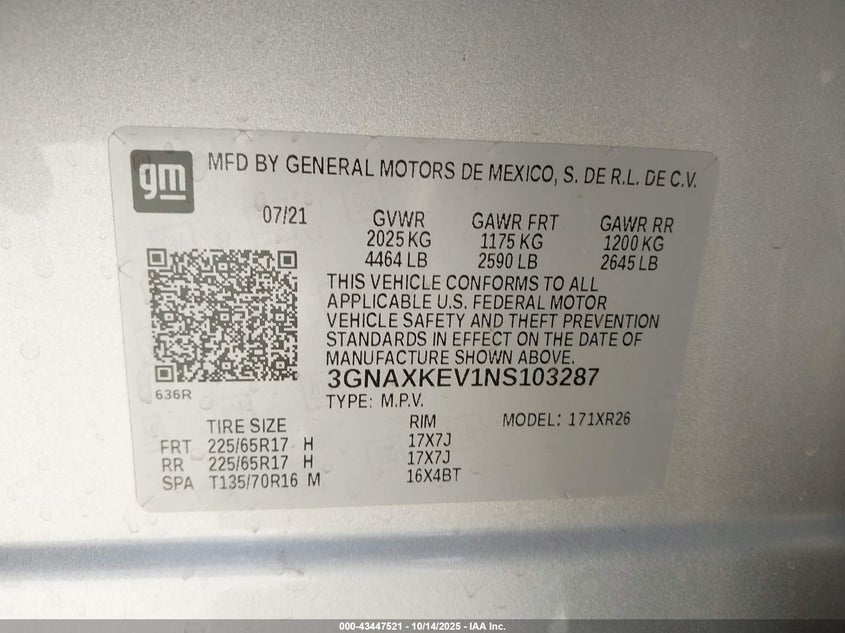 gm
MFD BY GENERAL MOTORS DE MEXICO, S. DE R.L. DE C.V.
07/21 GVWR GAWR FRT GAWR RR
2025 KG 1175 KG 1200 KG
4464 LB 2590 LB 2645 LB
THIS VEHICLE CONFORMS TO ALL
APPLICABLE U.S. FEDERAL MOTOR
VEHICLE SAFETY AND THEFT PREVENTION
STANDARDS IN EFFECT ON THE DATE OF
MANUFACTURE SHOWN ABOVE.
3GNAXKEV1NS103287
636R
TYPE: M.P.V.
TIRE SIZE RIM MODEL: 171XR26
FRT 225/65R17 H 17X7J
RR 225/65R17 H 17X7J
SPA T135/70R16 M 16X4BT
000-43447521 - 10/14/2025 - IAA Inc.